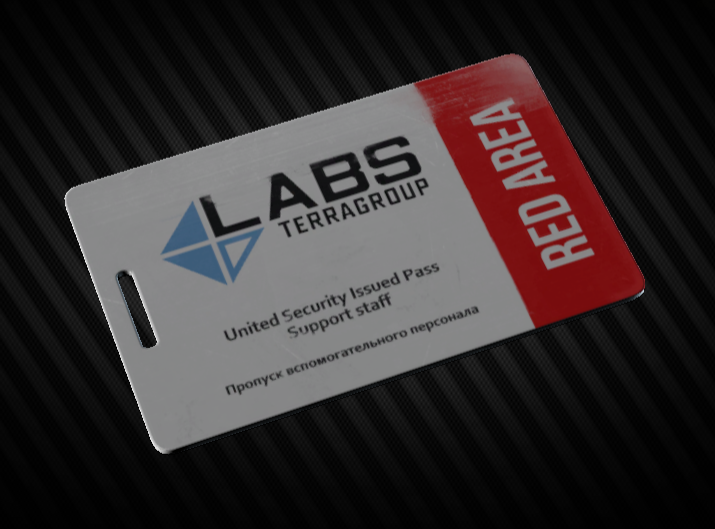 LABS
TERRAGROUP
RED AREA
United Security Issued Pass
Support staff
Пропуск вспомогательного персонала